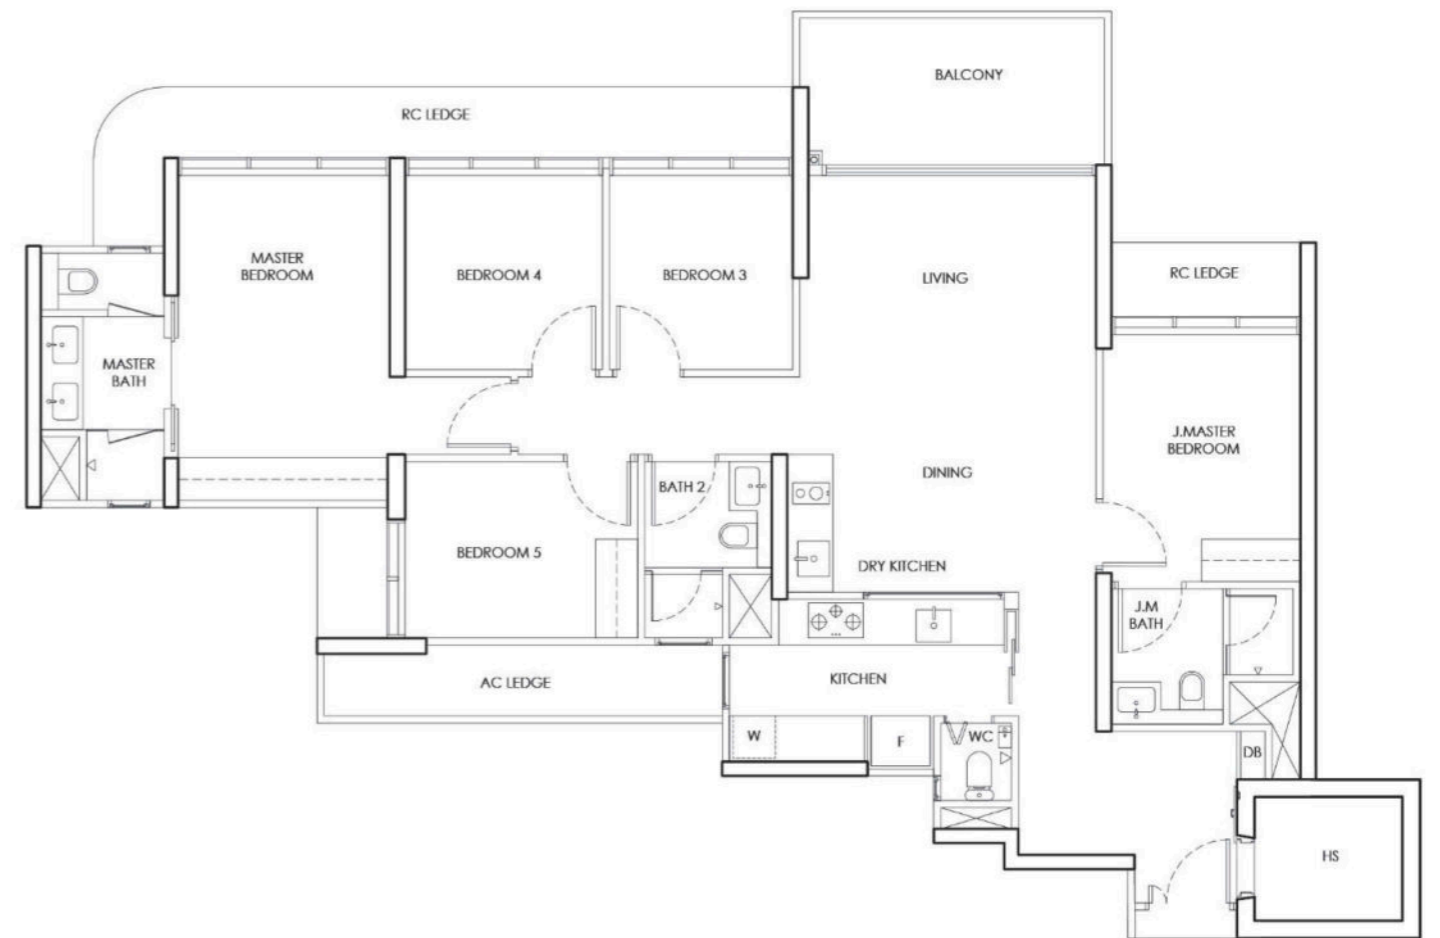 BALCONY
RC LEDGE
MASTER
BEDROOM
BEDROOM 4
BEDROOM 3
LIVING
RC LEDGE
MASTER
BATH
J.MASTER
BEDROOM
DINING
BATH 2
BEDROOM 5
DRY KITCHEN
J.M
BATH
AC LEDGE
KITCHEN
W
F
WC
DB
HS